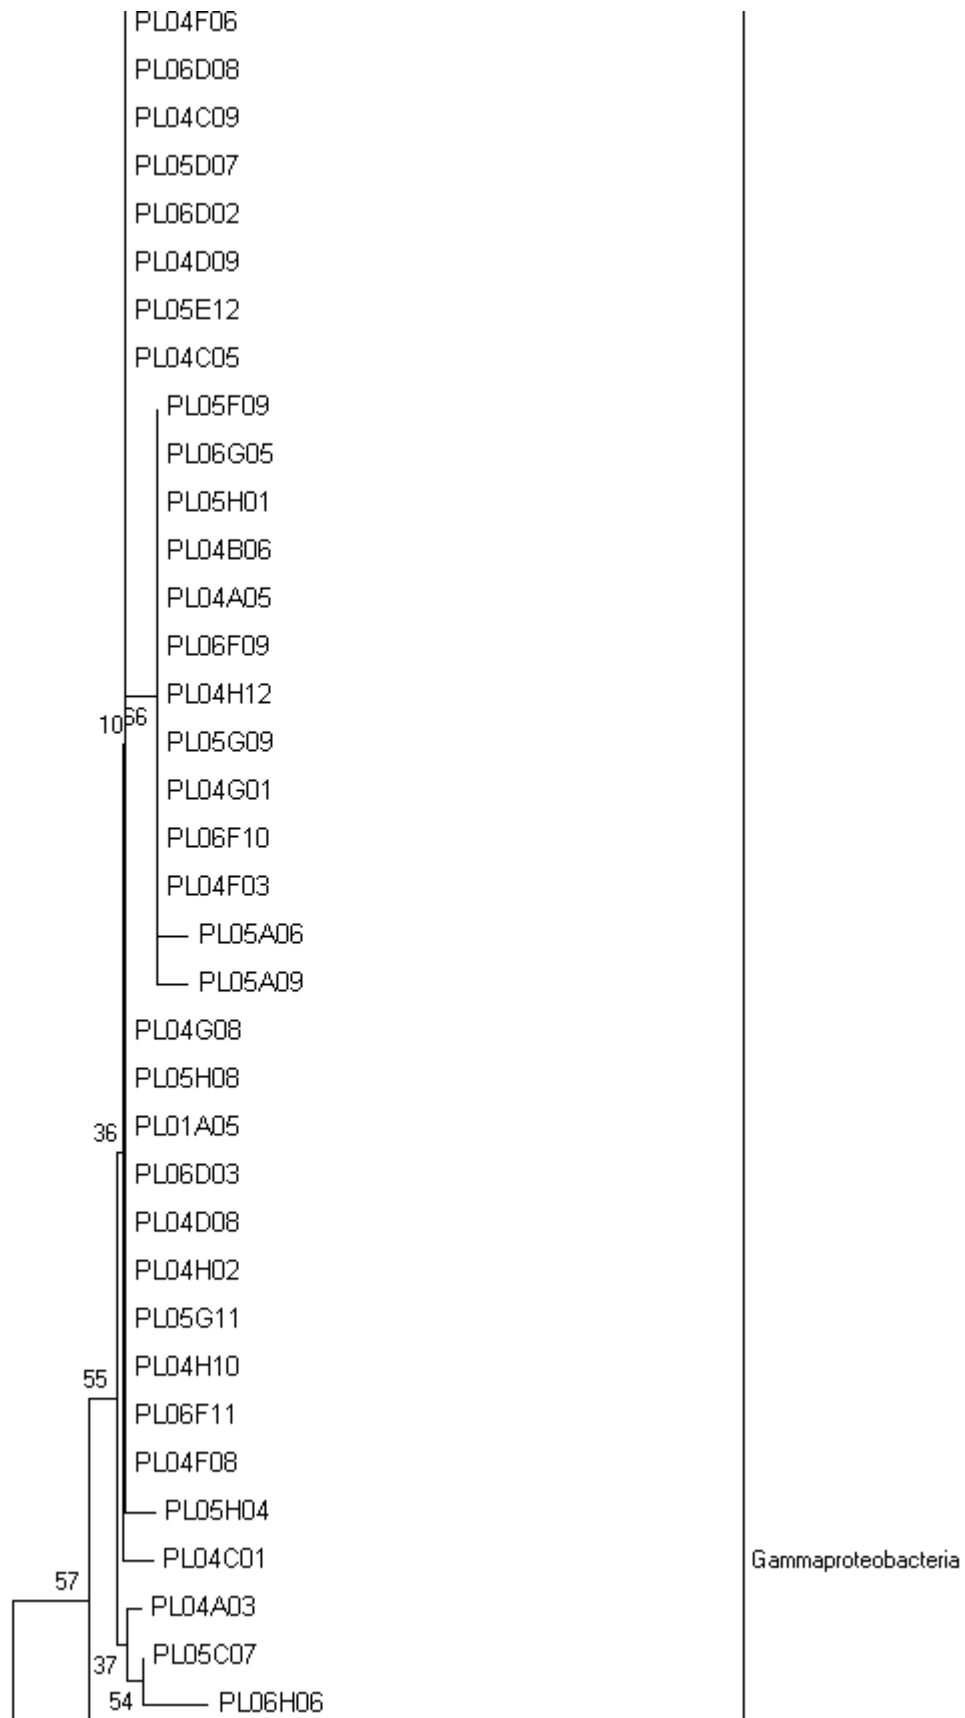 PL04F06
PL06D08
PL04C09
PL05D07
PL06D02
PL04D09
PL05E12
PL04C05
PL05F09
PL06G05
PL05H01
PL04B06
PL04A05
PL06F09
PL04H12
10 66
PL05G09
PL04G01
PL06F10
PL04F03
PL05A06
PL05A09
PL04G08
PL05H08
36 PL01A05
PL06D03
PL04D08
PL04H02
PL05G11
PL04H10
55
PL06F11
PL04F08
PL05H04
PL04C01 Gammaproteobacteria
57
PL04A03
PL05C07
37
54 PL06H06